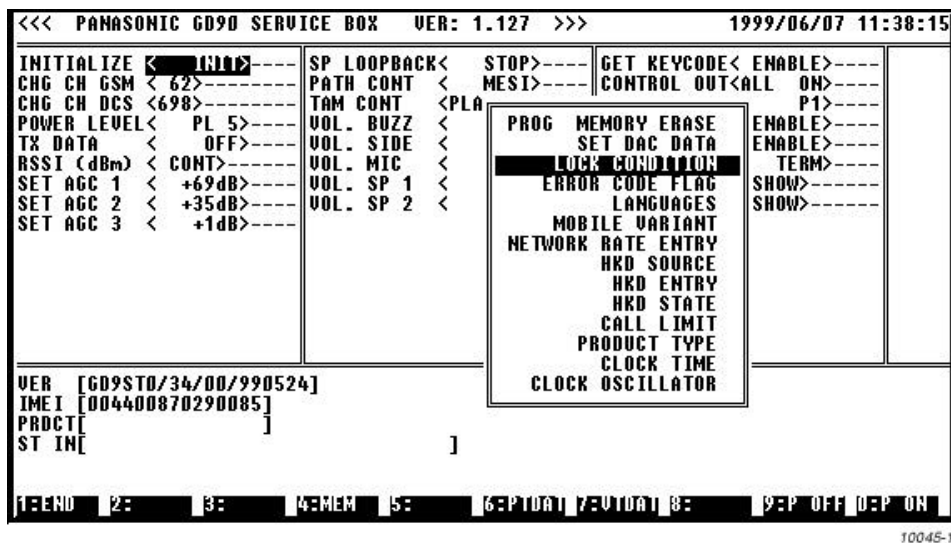 <<< PANASONIC GD90 SERVICE BOX VER: 1.127 >>> 1999/06/07 11:38:15
INITIALIZE < INIT>----
CHG CH GSM < 62>---------
CHG CH DCS <698>---------
POWER LEVEL< PL 5>----
TX DATA < OFF>----
RSSI (dBm) < CONT>------
SET AGC 1 < +69dB>----
SET AGC 2 < +35dB>----
SET AGC 3 < +1dB>----
SP LOOPBACK< STOP>----
PATH CONT < MESI>----
TAM CONT <PLA
VOL. BUZZ <
VOL. SIDE <
VOL. MIC <
VOL. SP 1 <
VOL. SP 2 <
GET KEYCODE< ENABLE>----
CONTROL OUT<ALL ON>----
P1>----
ENABLE>----
ENABLE>----
TERM>----
SHOW>------
SHOW>------
PROG MEMORY ERASE
SET DAC DATA
LOCK CONDITION
ERROR CODE FLAG
LANGUAGES
MOBILE VARIANT
NETWORK RATE ENTRY
HKD SOURCE
HKD ENTRY
HKD STATE
CALL LIMIT
PRODUCT TYPE
CLOCK TIME
CLOCK OSCILLATOR
VER [GD9ST0/34/00/990524]
IMEI [004400870290085]
PRDCT[ ]
ST IN[ ]
1:END 2: 3: 4:MEM 5: 6:PTDAT 7:VTDAT 8: 9:P OFF 0:P ON
10045-1